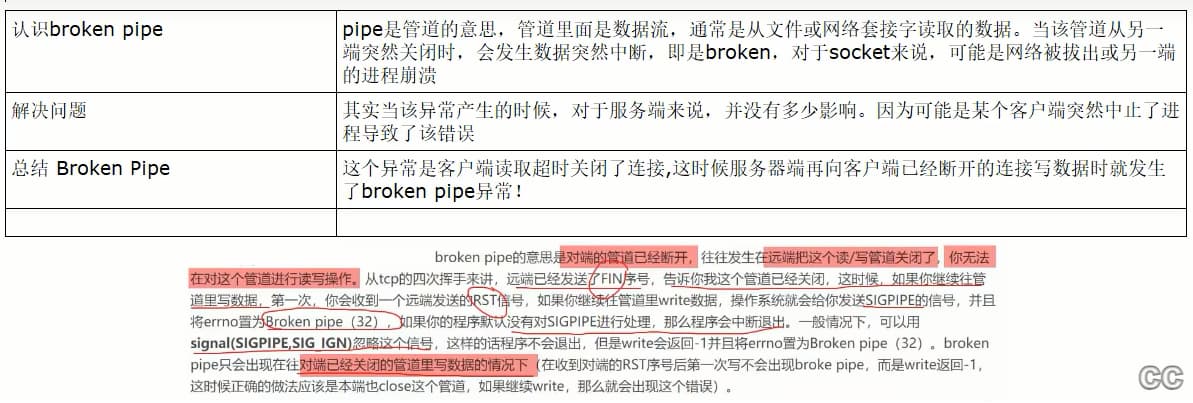 认识broken pipe
pipe是管道的意思，管道里面是数据流，通常是从文件或网络套接字读取的数据。当该管道从另一
端突然关闭时，会发生数据突然中断，即是broken，对于socket来说，可能是网络被拔出或另一端
的进程崩溃
解决问题
其实当该异常产生的时候，对于服务端来说，并没有多少影响。因为可能是某个客户端突然中止了进
程导致了该错误
总结 Broken Pipe
这个异常是客户端读取超时关闭了连接,这时候服务器端再向客户端已经断开的连接写数据时就发生
了broken pipe异常！
broken pipe的意思是对端的管道已经断开，往往发生在远端把这个读/写管道关闭了，你无法
在对这个管道进行读写操作。从tcp的四次挥手来讲，远端已经发送了FIN序号，告诉你我这个管道已经关闭，这时候，如果你继续往管
道里写数据，第一次，你会收到一个远端发送的RST信号，如果你继续往管道里write数据，操作系统就会给你发送SIGPIPE的信号，并且
将errno置为Broken pipe（32），如果你的程序默认没有对SIGPIPE进行处理，那么程序会中断退出。一般情况下，可以用
signal(SIGPIPE,SIG_IGN)忽略这个信号，这样的话程序不会退出，但是write会返回-1并且将errno置为Broken pipe（32）。broken
pipe只会出现在往对端已经关闭的管道里写数据的情况下（在收到对端的RST序号后第一次写不会出现broke pipe，而是write返回-1，
这时候正确的做法应该是本端也close这个管道，如果继续write，那么就会出现这个错误）。
CC